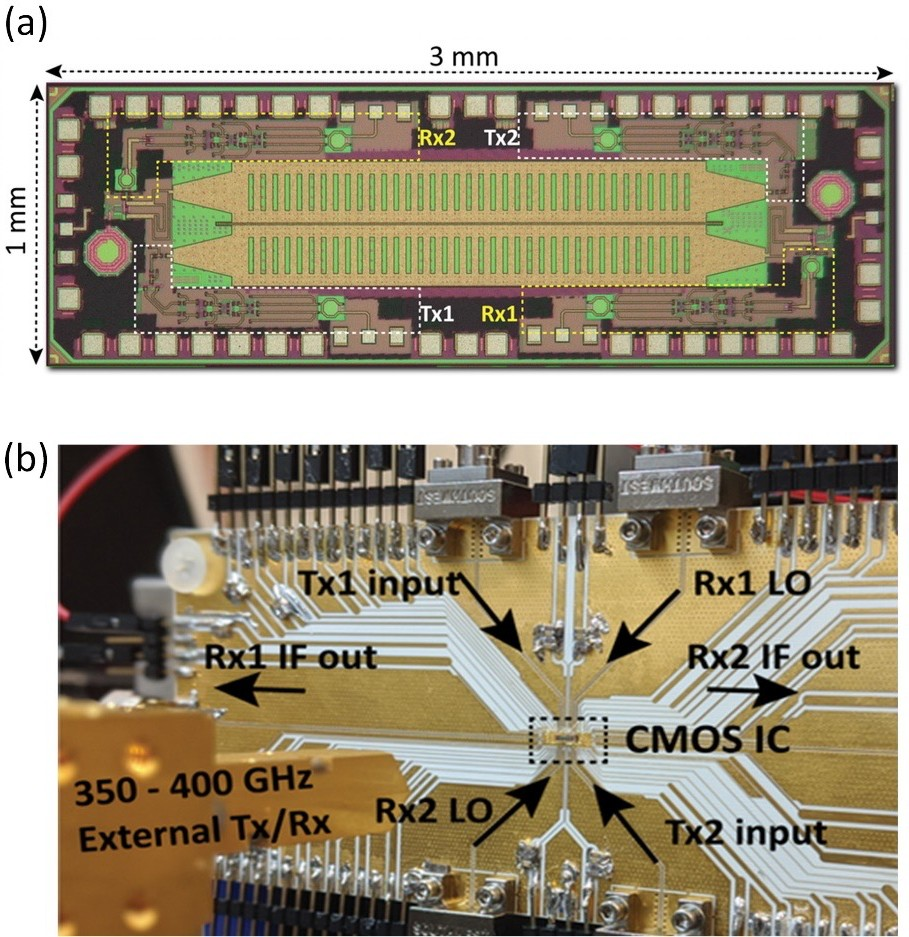 (a)
3 mm
1 mm
Rx2
Tx2
Tx1
Rx1
(b)
SOUTHWEST
SOUTHWEST
Tx1 input
Rx1 LO
Rx1 IF out
Rx2 IF out
CMOS IC
350 - 400 GHz
External Tx/Rx
Rx2 LO
Tx2 input